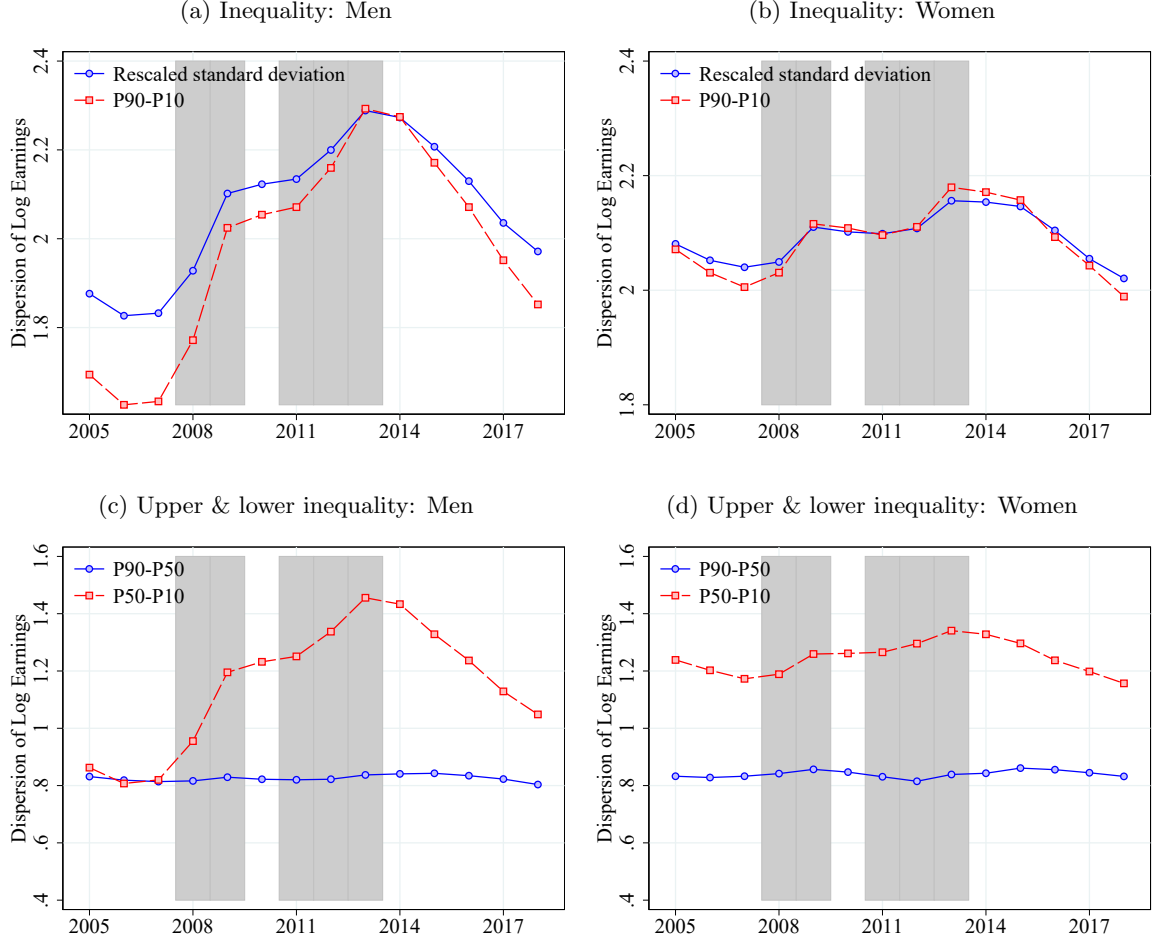 (a) Inequality: Men
Dispersion of Log Earnings
2.4
2.2
2
1.8
Rescaled standard deviation
P90-P10
2005 2008 2011 2014 2017
(b) Inequality: Women
Dispersion of Log Earnings
2.4
2.2
2
1.8
Rescaled standard deviation
P90-P10
2005 2008 2011 2014 2017
(c) Upper & lower inequality: Men
Dispersion of Log Earnings
1.6
1.4
1.2
1
.8
.6
.4
P90-P50
P50-P10
2005 2008 2011 2014 2017
(d) Upper & lower inequality: Women
Dispersion of Log Earnings
1.6
1.4
1.2
1
.8
.6
.4
P90-P50
P50-P10
2005 2008 2011 2014 2017